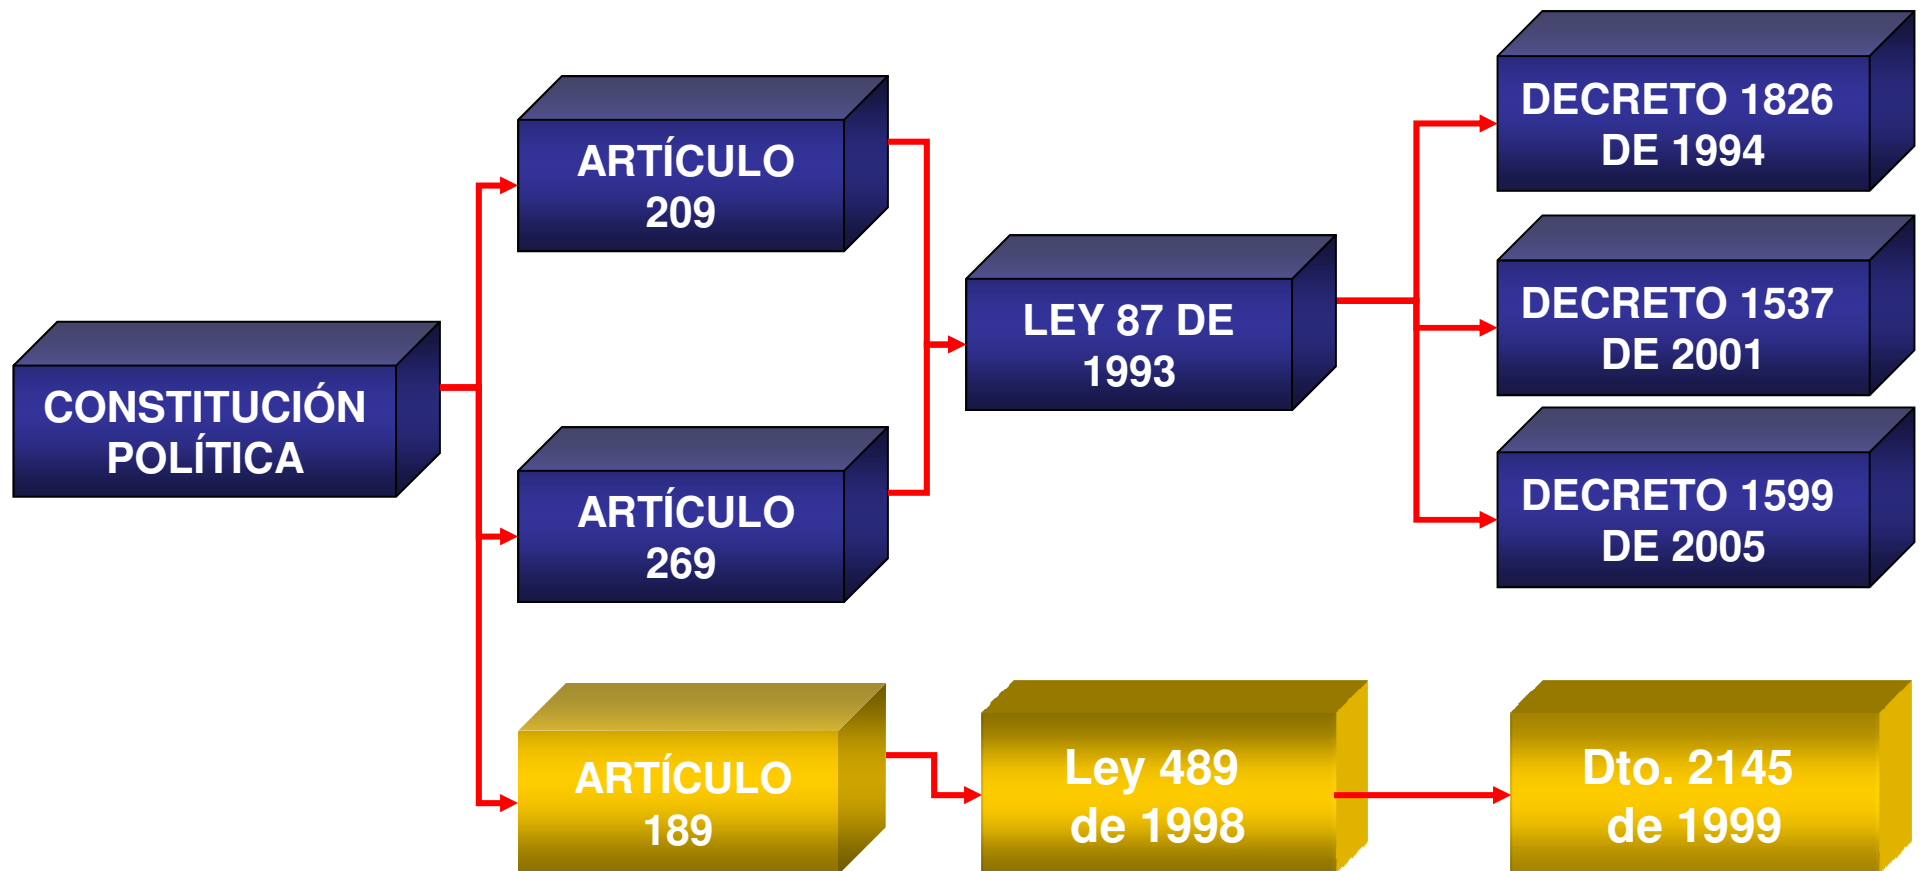 CONSTITUCIÓN
POLÍTICA
ARTÍCULO
209
ARTÍCULO
269
ARTÍCULO
189
LEY 87 DE
1993
Ley 489
de 1998
DECRETO 1826
DE 1994
DECRETO 1537
DE 2001
DECRETO 1599
DE 2005
Dto. 2145
de 1999